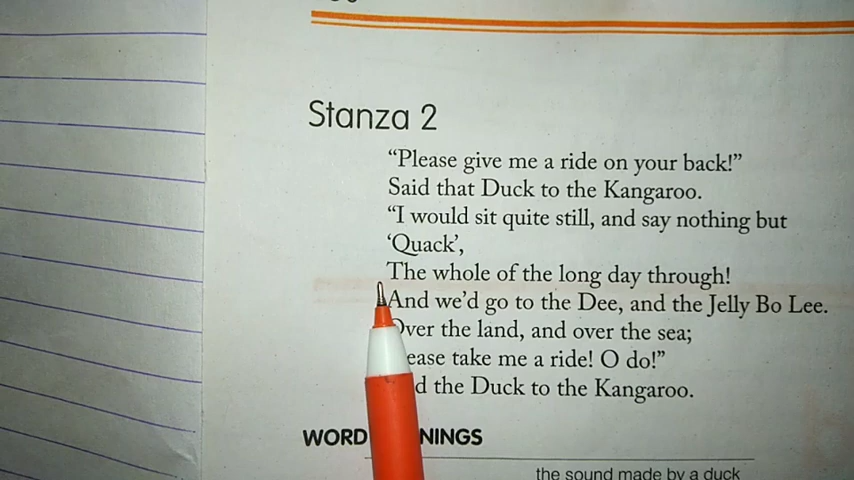 Stanza 2
“Please give me a ride on your back!”
Said that Duck to the Kangaroo.
“I would sit quite still, and say nothing but
‘Quack’,
The whole of the long day through!
And we’d go to the Dee, and the Jelly Bo Lee.
Over the land, and over the sea;
take me a ride! O do!”
the Duck to the Kangaroo.
WORD
the sound made by a duck